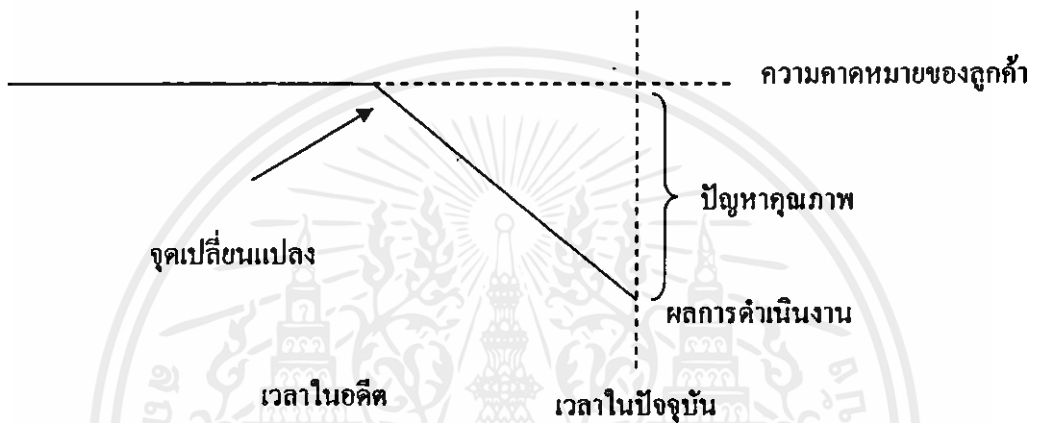 ความคาดหมายของลูกค้า
ปัญหาคุณภาพ
จุดเปลี่ยนแปลง
ผลการดำเนินงาน
เวลาในอดีต
เวลาในปัจจุบัน